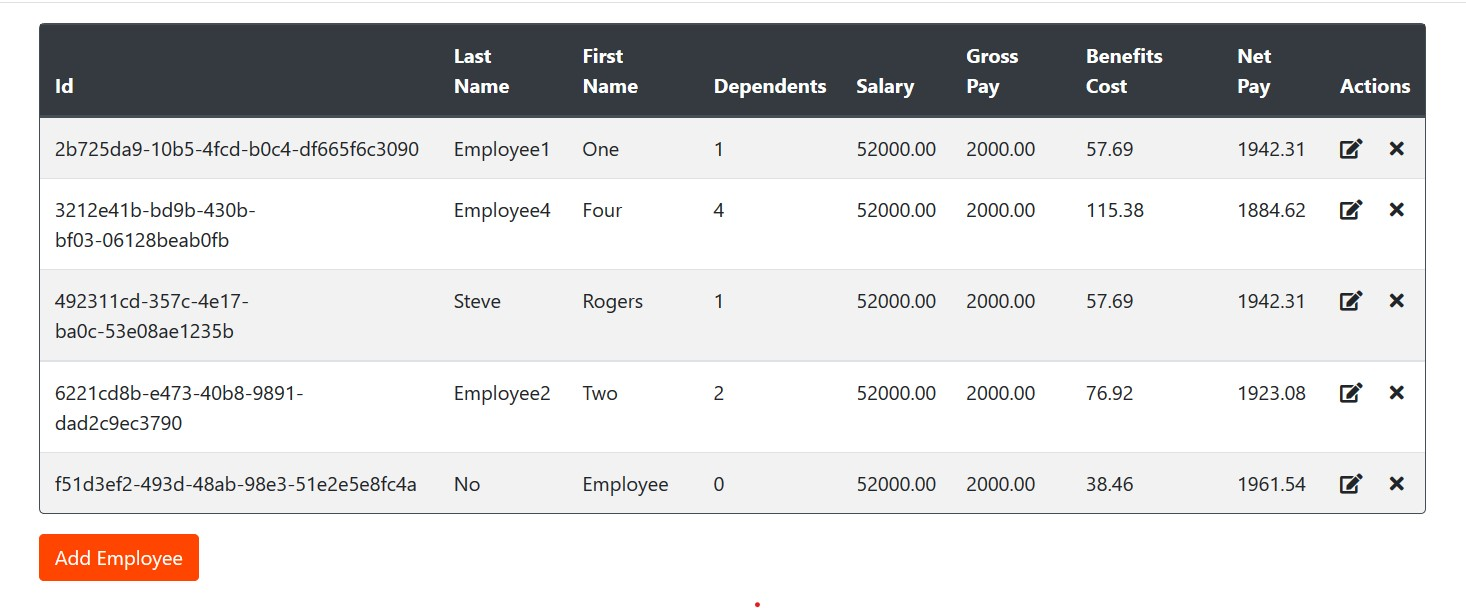 Id Last Name First Name Dependents Salary Gross Pay Benefits Cost Net Pay Actions
2b725da9-10b5-4fcd-b0c4-df665f6c3090 Employee1 One 1 52000.00 2000.00 57.69 1942.31
3212e41b-bd9b-430b- Employee4 Four 4 52000.00 2000.00 115.38 1884.62
bf03-06128beab0fb
492311cd-357c-4e17- Steve Rogers 1 52000.00 2000.00 57.69 1942.31
ba0c-53e08ae1235b
6221cd8b-e473-40b8-9891- Employee2 Two 2 52000.00 2000.00 76.92 1923.08
dad2c9ec3790
f51d3ef2-493d-48ab-98e3-51e2e5e8fc4a No Employee 0 52000.00 2000.00 38.46 1961.54
Add Employee